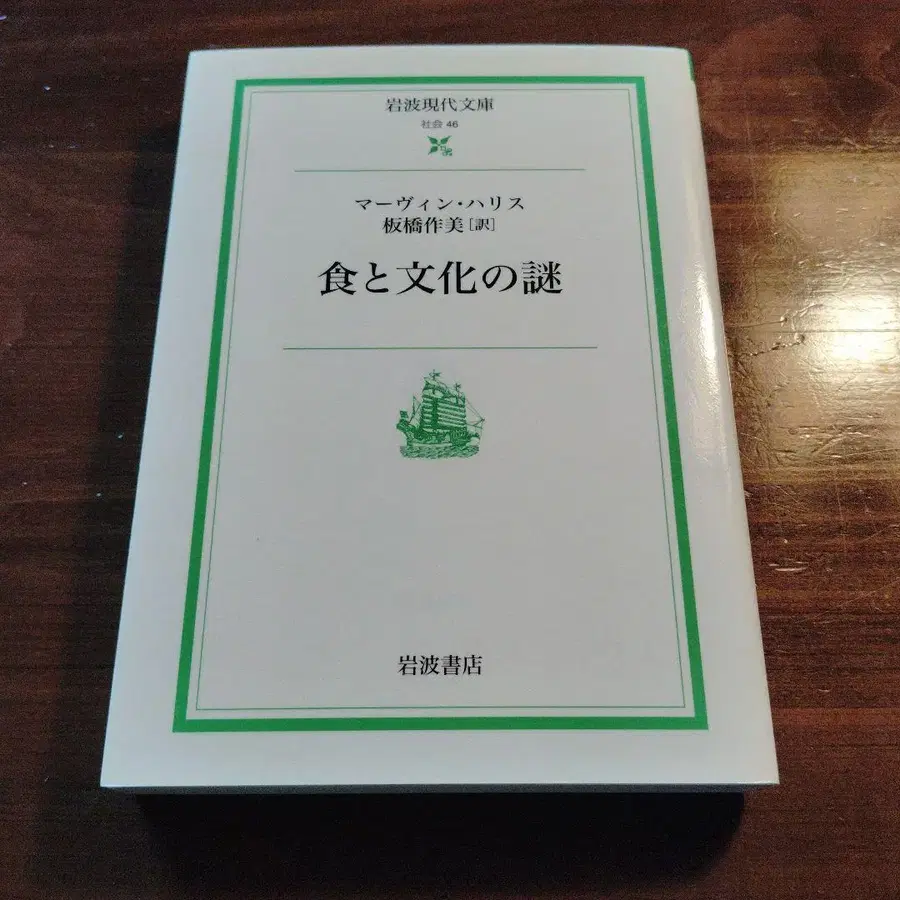 岩波現代文庫
社会 46
マーヴィン・ハリス
板橋作美[訳]
食と文化の謎
岩波書店